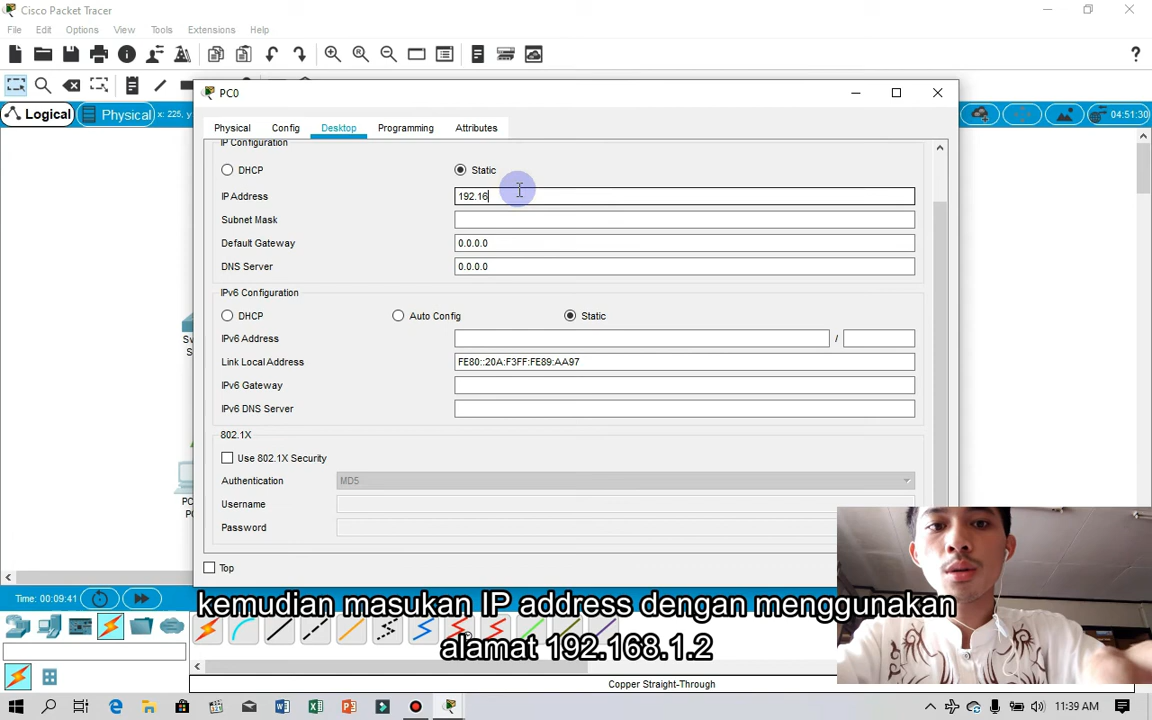 Cisco Packet Tracer
File Edit Options View Tools Extensions Help
?
Logical Physical x: 225, y
04:51:30
PC0
Physical Config Desktop Programming Attributes
IP Configuration
DHCP Static
IP Address 192.16
Subnet Mask
Default Gateway 0.0.0.0
DNS Server 0.0.0.0
IPv6 Configuration
DHCP Auto Config Static
IPv6 Address /
Link Local Address FE80::20A:F3FF:FE89:AA97
IPv6 Gateway
IPv6 DNS Server
802.1X
Use 802.1X Security
Authentication MD5
Username
Password
Top
Time: 00:09:41
kemudian masukan IP address dengan menggunakan
alamat 192.168.1.2
Copper Straight-Through
11:39 AM